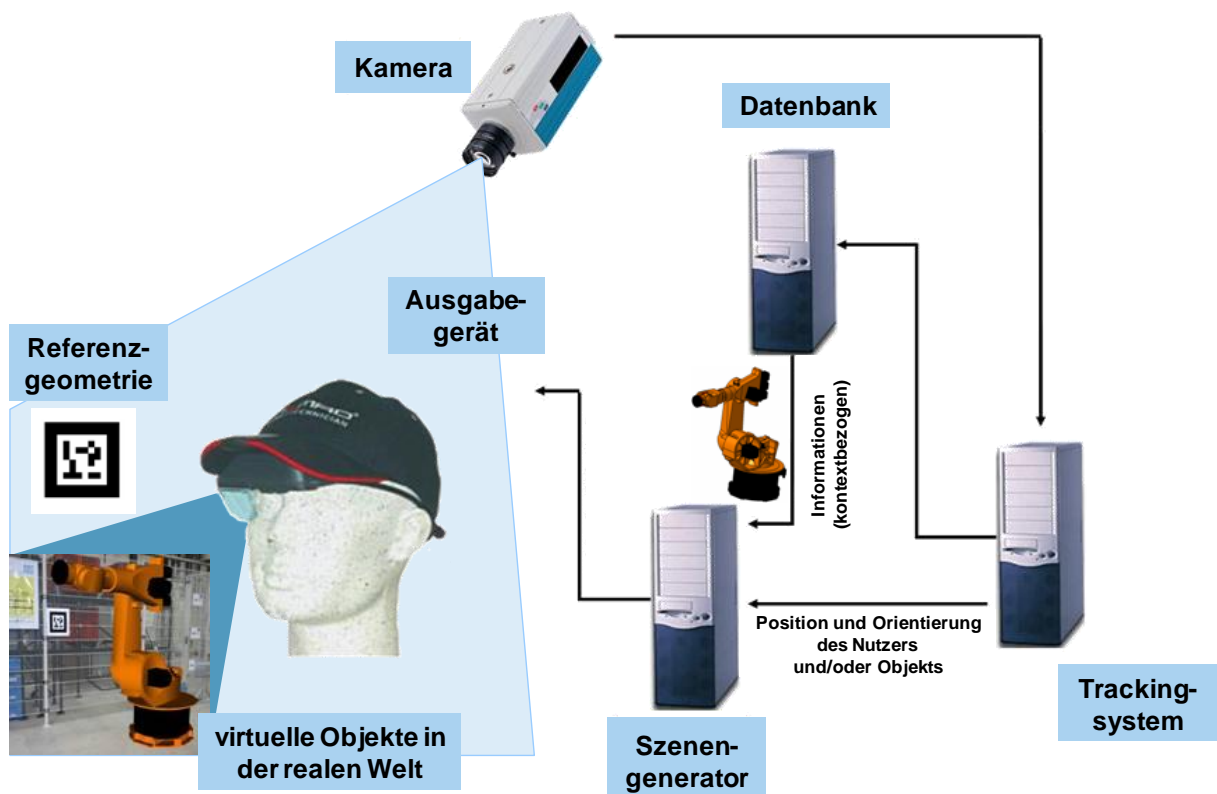 Kamera
Datenbank
Ausgabe-
gerät
Referenz-
geometrie
Informationen
(kontextbezogen)
Position und Orientierung
des Nutzers
und/oder Objekts
Tracking-
system
Szenen-
generator
virtuelle Objekte in
der realen Welt